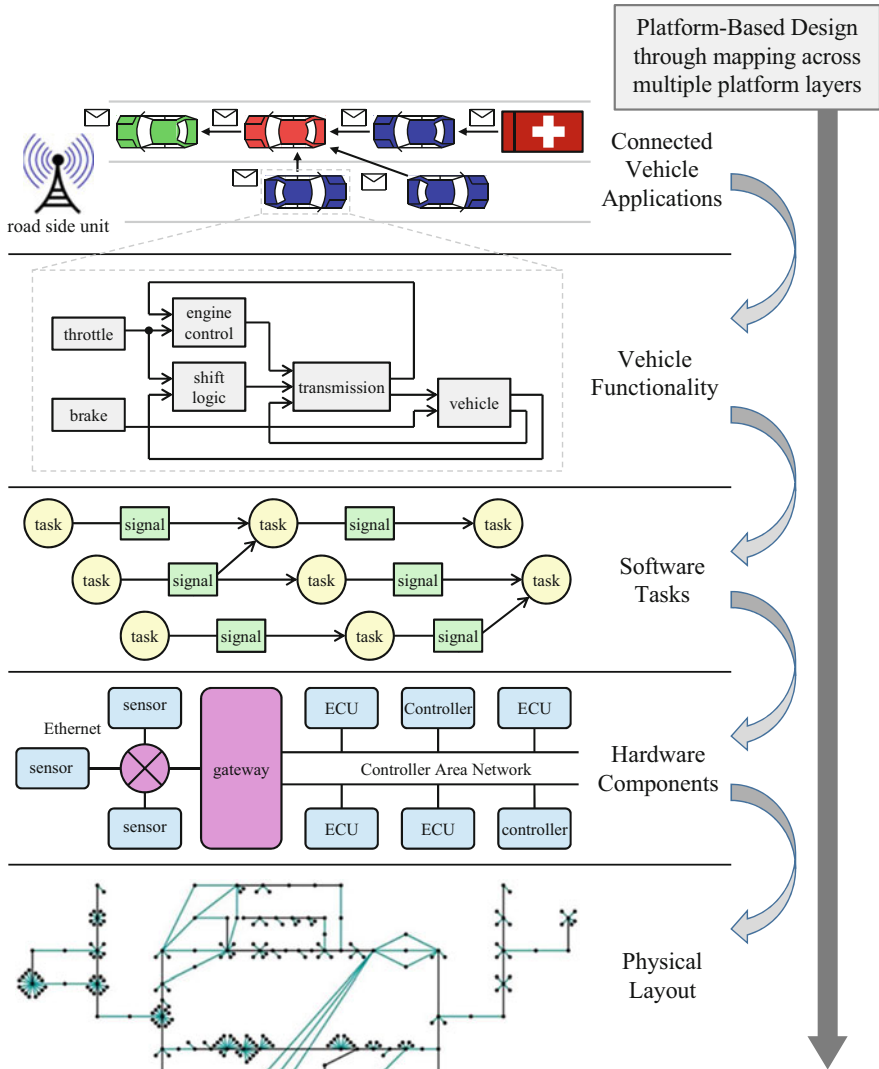 Platform-Based Design
through mapping across
multiple platform layers
Connected
Vehicle
Applications
road side unit
throttle
engine
control
shift
logic
transmission
brake
vehicle
Vehicle
Functionality
task
signal
task
signal
task
task
signal
task
signal
task
task
signal
task
signal
Software
Tasks
sensor
Ethernet
sensor
sensor
gateway
ECU
Controller
ECU
Controller Area Network
ECU
ECU
controller
Hardware
Components
Physical
Layout